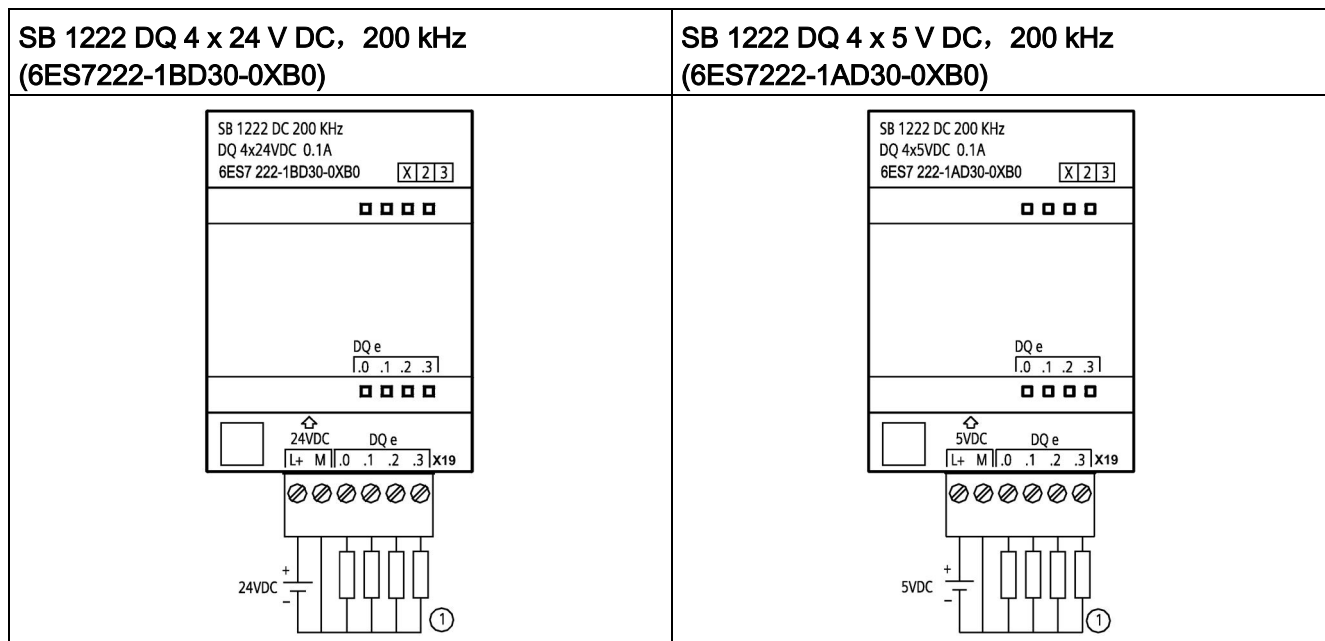 SB 1222 DQ 4 x 24 V DC，200 kHz
(6ES7222-1BD30-0XB0)
SB 1222 DQ 4 x 5 V DC，200 kHz
(6ES7222-1AD30-0XB0)
SB 1222 DC 200 KHz
DQ 4x24VDC 0.1A
6ES7 222-1BD30-0XB0 X 2 3
DQ e
.0 .1 .2 .3
24VDC DQ e
L+ M .0 .1 .2 .3 X19
24VDC + −
①
SB 1222 DC 200 KHz
DQ 4x5VDC 0.1A
6ES7 222-1AD30-0XB0 X 2 3
DQ e
.0 .1 .2 .3
5VDC DQ e
L+ M .0 .1 .2 .3 X19
5VDC + −
①